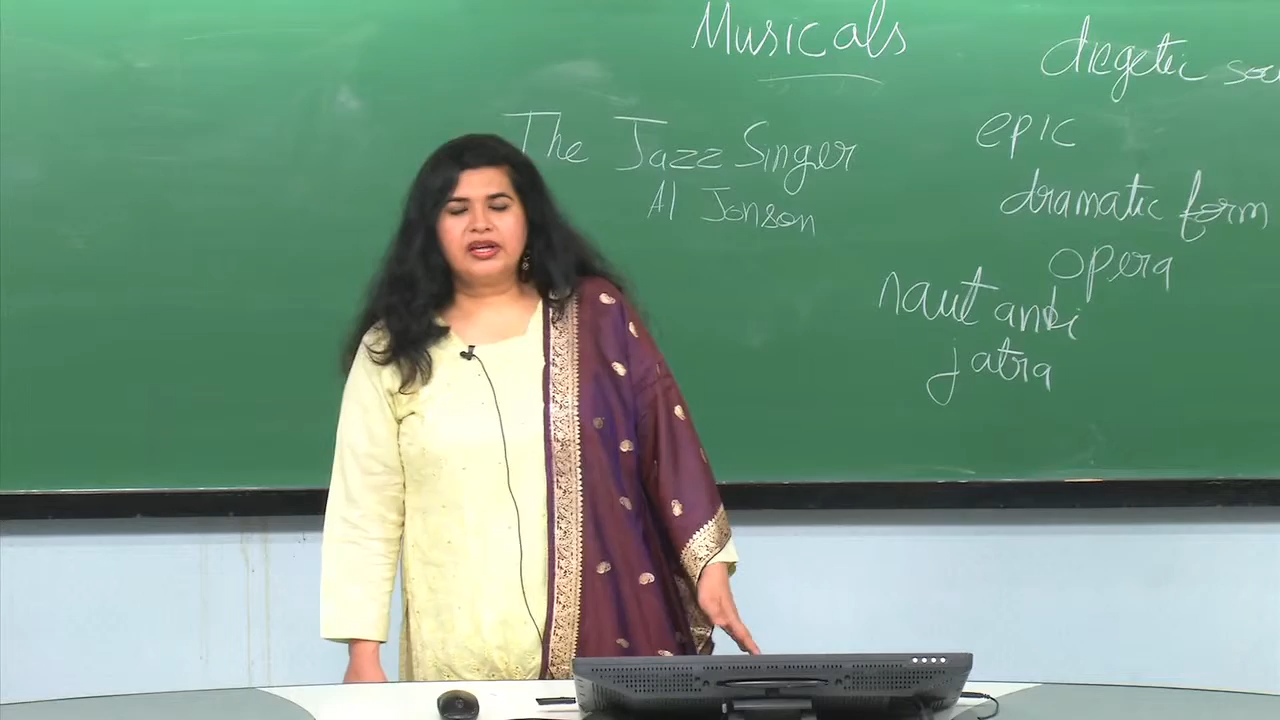 Musicals
diegetic
epic
The Jazz Singer
Al Jonson
dramatic form
opera
nautanki
jatra